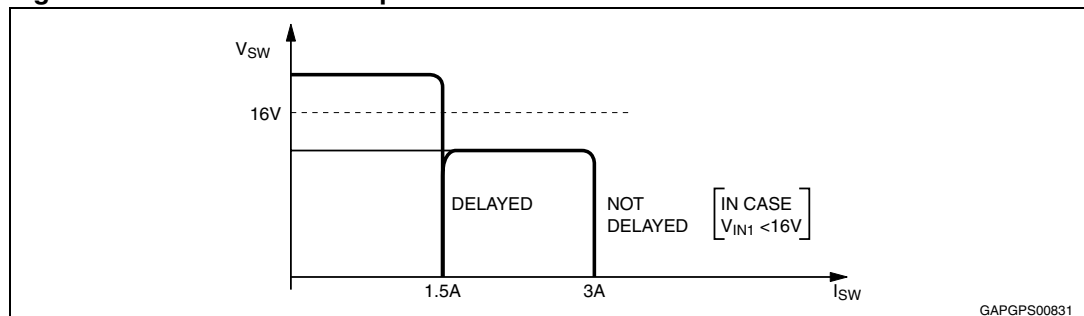 V_SW
16V
DELAYED
NOT
DELAYED
[IN CASE
V_IN1 <16V]
1.5A
3A
I_SW
GAPGPS00831